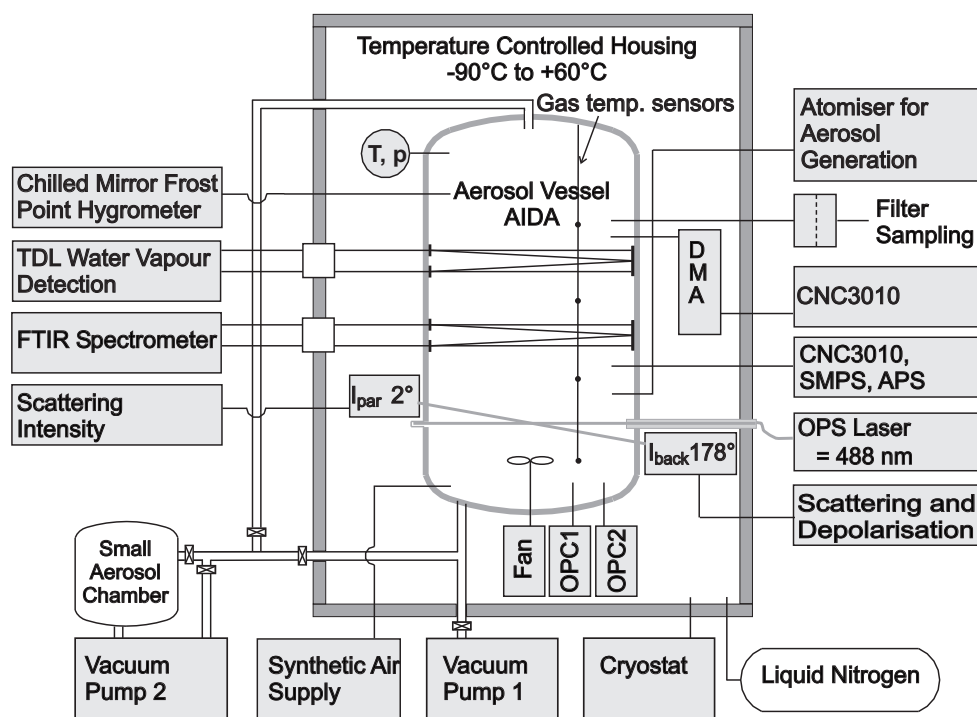 Temperature Controlled Housing
-90°C to +60°C
Gas temp. sensors
T, p
Aerosol Vessel
AIDA
Chilled Mirror Frost
Point Hygrometer
TDL Water Vapour
Detection
FTIR Spectrometer
Scattering
Intensity
Ipar 2°
Iback178°
Atomiser for
Aerosol
Generation
Filter
Sampling
D
M
A
CNC3010
CNC3010,
SMPS, APS
OPS Laser
= 488 nm
Scattering and
Depolarisation
Fan
OPC1
OPC2
Small
Aerosol
Chamber
Vacuum
Pump 2
Synthetic Air
Supply
Vacuum
Pump 1
Cryostat
Liquid Nitrogen